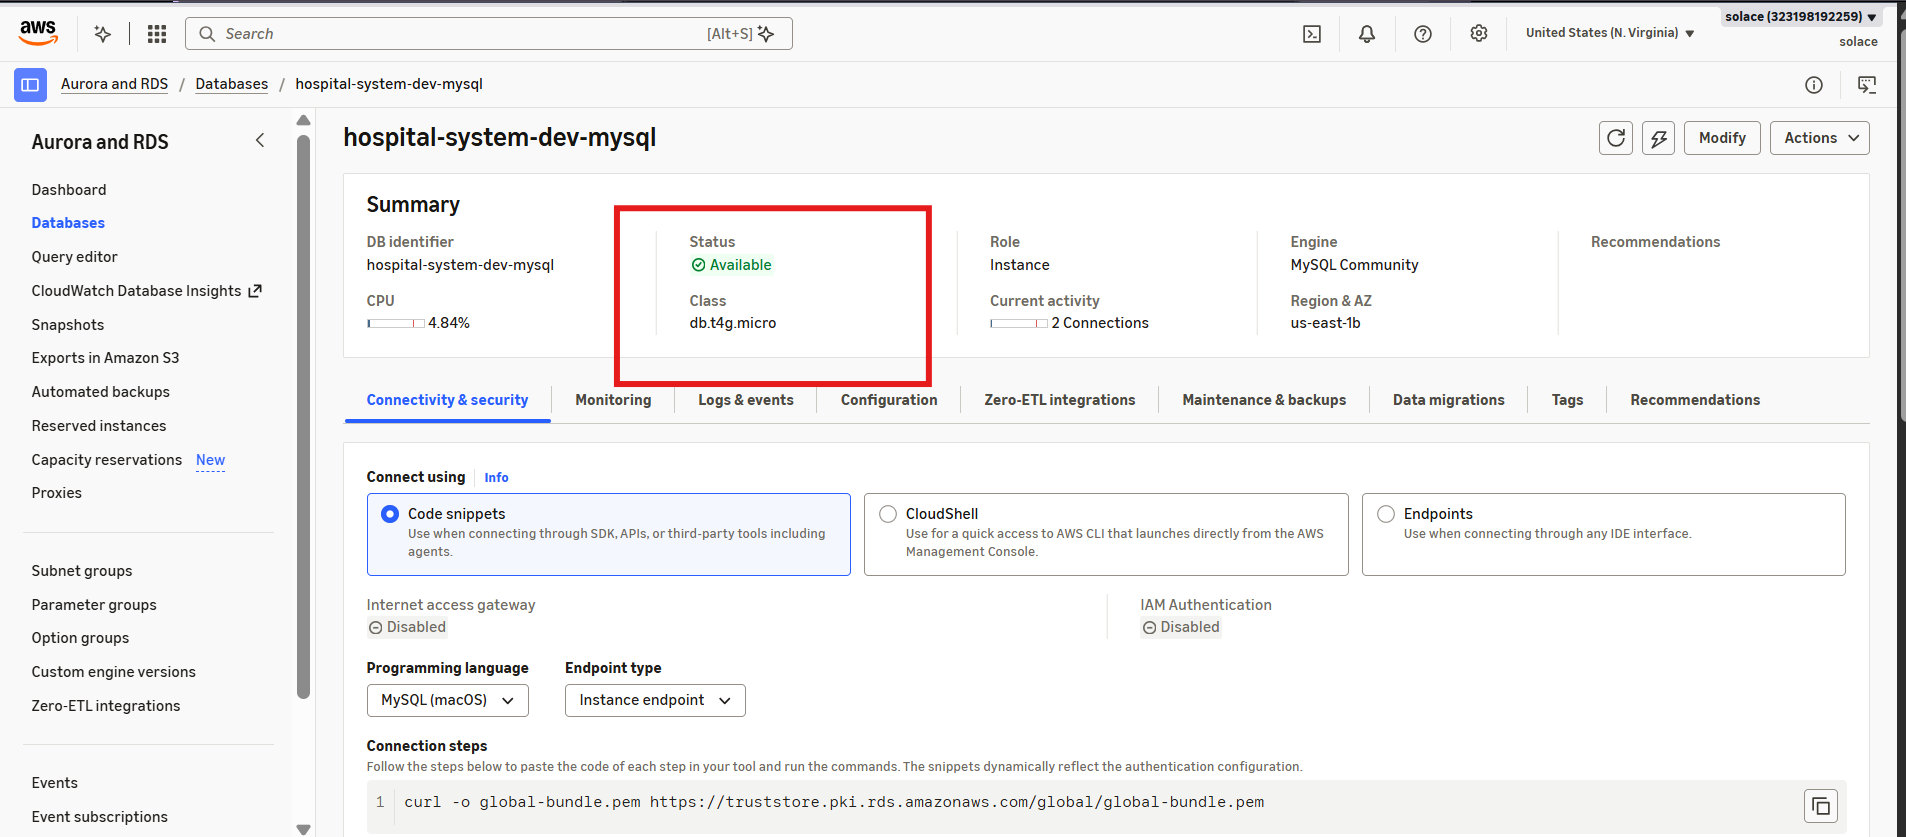 aws
Search
[Alt+S]
United States (N. Virginia)
solace (323198192259)
solace
Aurora and RDS / Databases / hospital-system-dev-mysql
Aurora and RDS
Dashboard
Databases
Query editor
CloudWatch Database Insights
Snapshots
Exports in Amazon S3
Automated backups
Reserved instances
Capacity reservations New
Proxies
Subnet groups
Parameter groups
Option groups
Custom engine versions
Zero-ETL integrations
Events
Event subscriptions
hospital-system-dev-mysql
Modify
Actions
Summary
DB identifier
hospital-system-dev-mysql
CPU
4.84%
Status
Available
Class
db.t4g.micro
Role
Instance
Current activity
2 Connections
Engine
MySQL Community
Region & AZ
us-east-1b
Recommendations
Connectivity & security
Monitoring
Logs & events
Configuration
Zero-ETL integrations
Maintenance & backups
Data migrations
Tags
Recommendations
Connect using
Info
Code snippets
Use when connecting through SDK, APIs, or third-party tools including
agents.
CloudShell
Use for a quick access to AWS CLI that launches directly from the AWS
Management Console.
Endpoints
Use when connecting through any IDE interface.
Internet access gateway
Disabled
IAM Authentication
Disabled
Programming language
MySQL (macOS)
Endpoint type
Instance endpoint
Connection steps
Follow the steps below to paste the code of each step in your tool and run the commands. The snippets dynamically reflect the authentication configuration.
1 curl -o global-bundle.pem https://truststore.pki.rds.amazonaws.com/global/global-bundle.pem